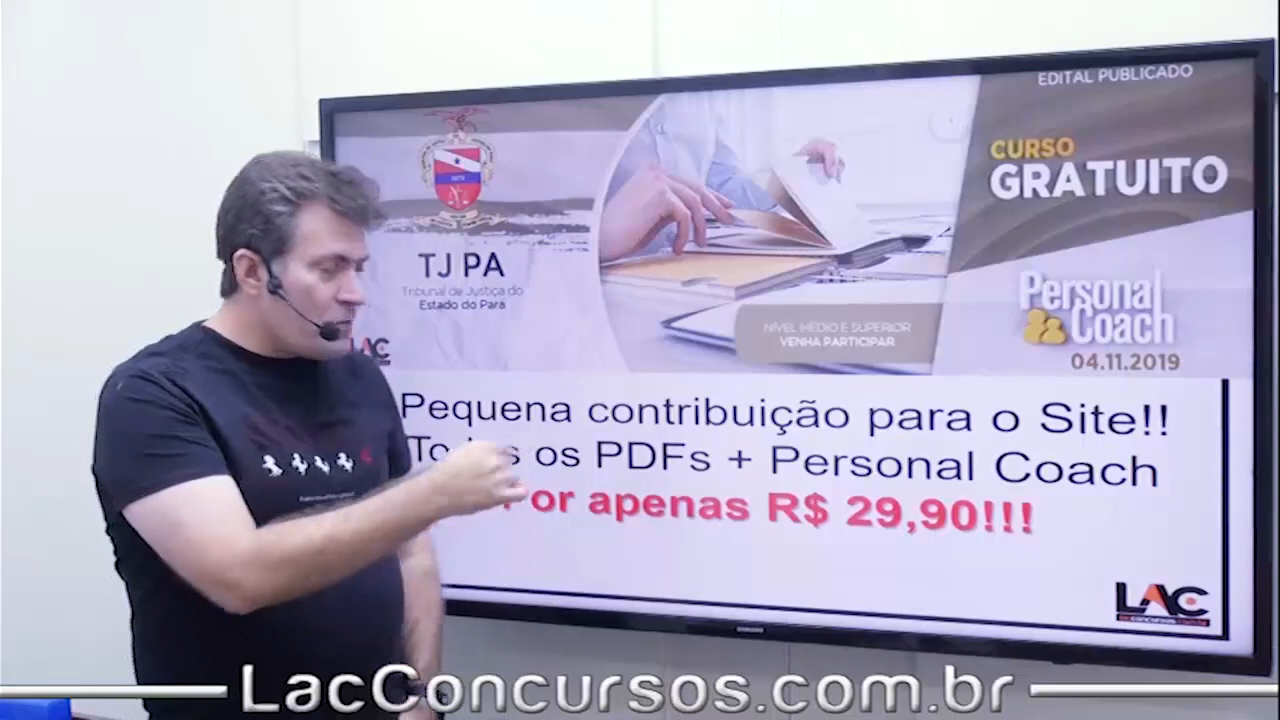 EDITAL PUBLICADO
CURSO
GRATUITO
TJ PA
Tribunal de Justiça do
Estado do Pará
NÍVEL MÉDIO E SUPERIOR
VENHA PARTICIPAR
Personal
Coach
04.11.2019
LAC
Pequena contribuição para o Site!!
os PDFs + Personal Coach
or apenas R$ 29,90!!!
LAC
LacConcursos.com.br